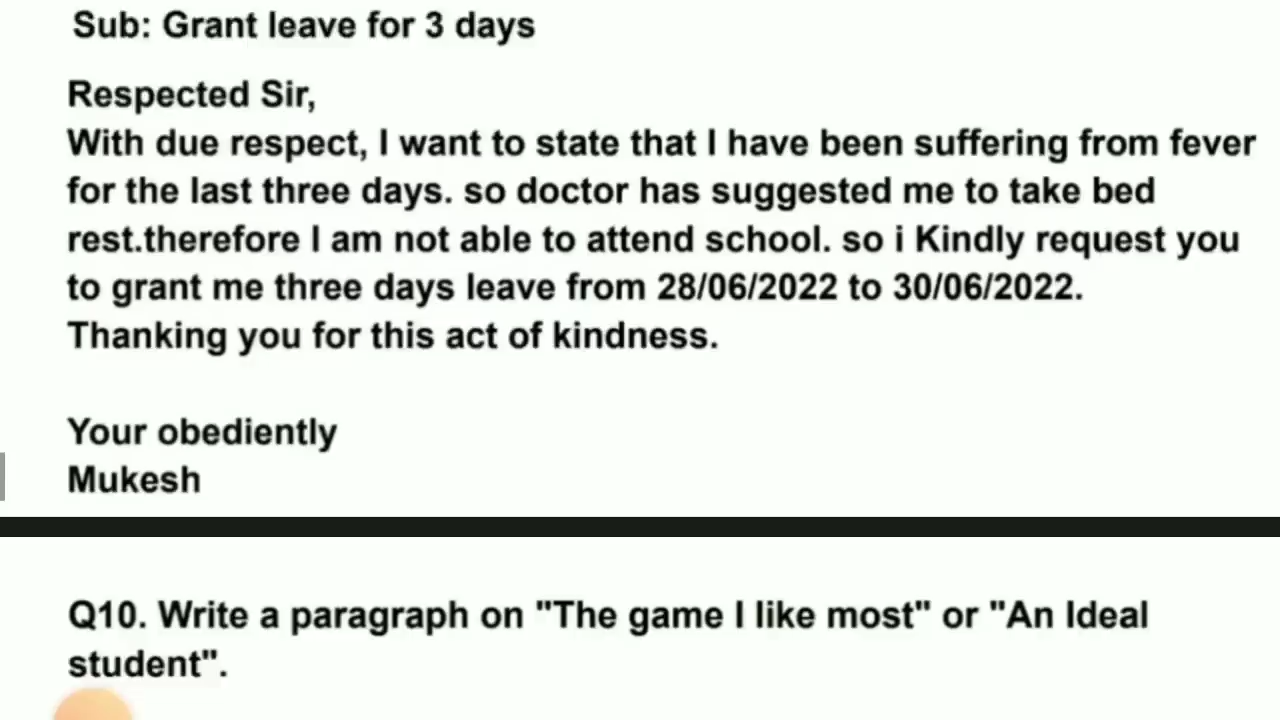 Sub: Grant leave for 3 days
Respected Sir,
With due respect, I want to state that I have been suffering from fever
for the last three days. so doctor has suggested me to take bed
rest.therefore I am not able to attend school. so i Kindly request you
to grant me three days leave from 28/06/2022 to 30/06/2022.
Thanking you for this act of kindness.
Your obediently
Mukesh
Q10. Write a paragraph on "The game I like most" or "An Ideal
student".